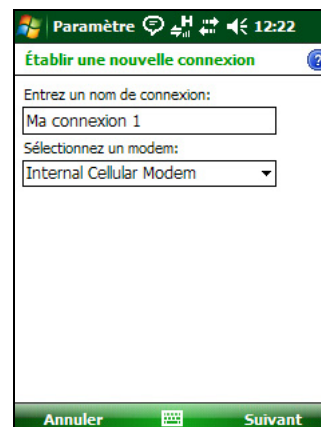 Paramètre H 12:22
Établir une nouvelle connexion ?
Entrez un nom de connexion:
Ma connexion 1
Sélectionnez un modem:
Internal Cellular Modem
Annuler Suivant